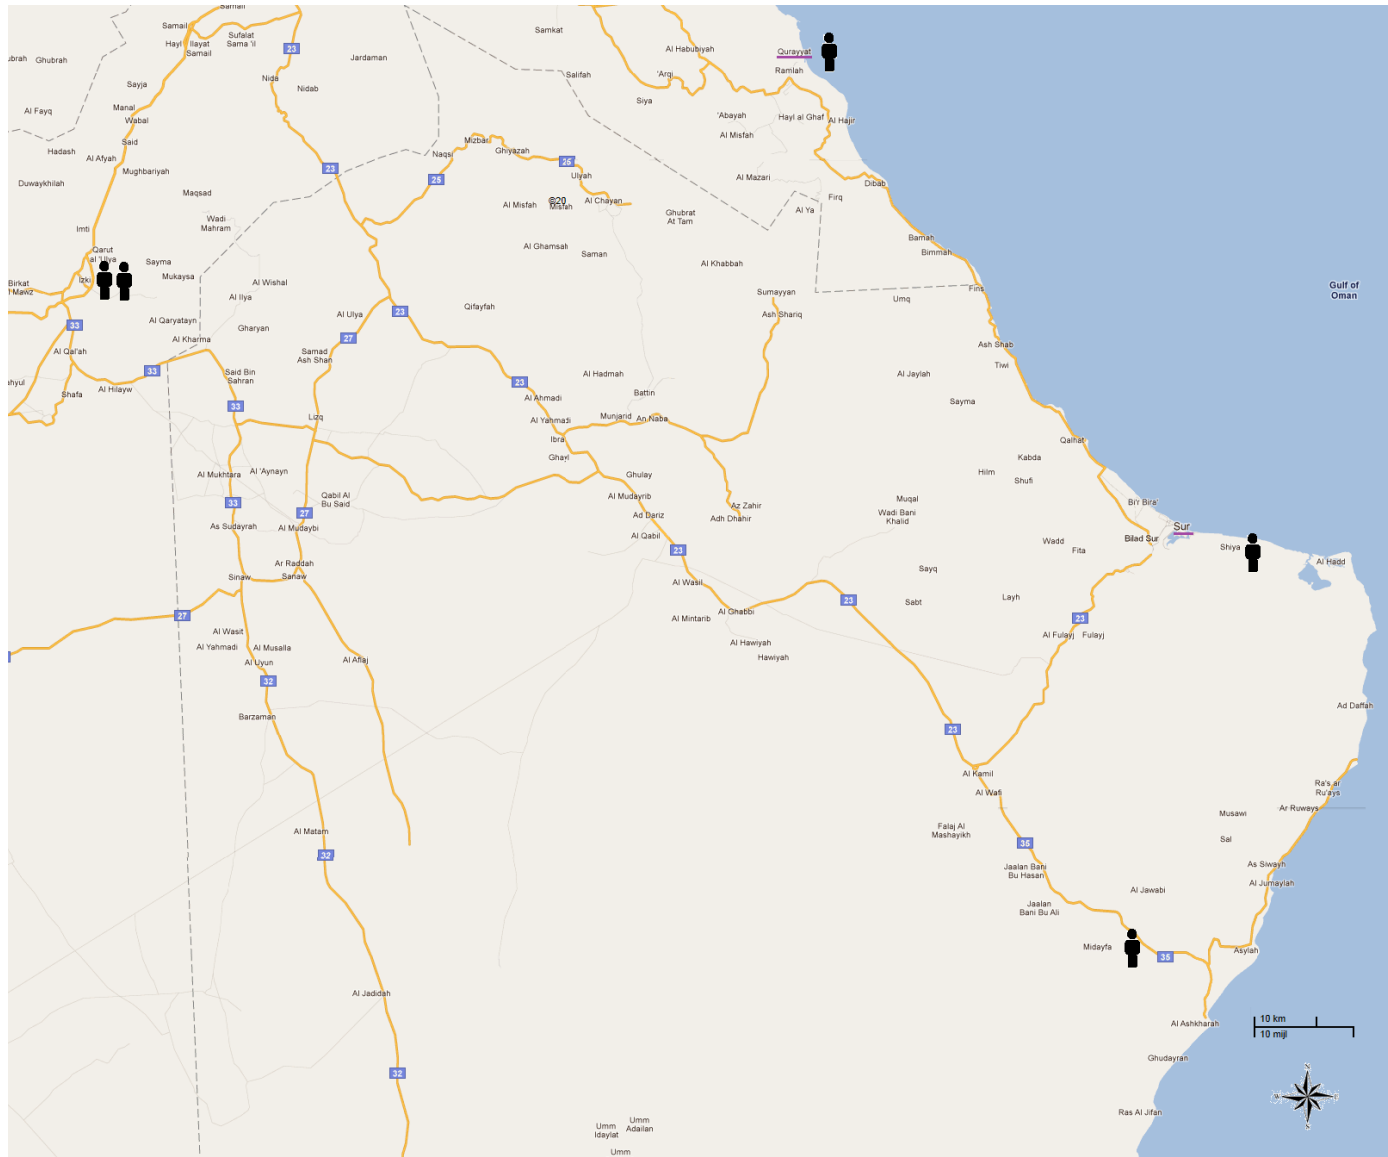 Samail
Samail
Samkat
Hayl
Ilayat
Samail
Sufalat
Sama 'il
23
Jardaman
Al Habubiyah
Qurayyat
ubrah
Ghubrah
Nida
Nidab
Salifah
'Arqi
Ramlah
Sajja
Siya
Al Fayq
Manal
Wabal
'Abayah
Hayl al Ghaf
Al Hajir
Al Misfah
Hadash
Said
Al Afyah
Mizbar
Naqsi
Ghiyazah
25
Mughbariyah
23
25
Ulyah
Al Mazari
Dibab
Duwaykhilah
Maqsad
Al Misfah
©20
Misfah
Al Chayan
Firq
Al Ya
Wadi
Mahram
Ghubrat
At Tam
Imti
Bamah
Bimmah
Qarut
al 'Ulya
Al Ghamsah
Saman
Al Khabbah
Sayma
Mukaysa
Izki
Birkat
l Mawz
Al Wishal
Al Ilya
Qifayfah
Sumayyan
Umq
Fins
Gulf of
Oman
Al Ulya
23
Ash Shariq
Al Qaryatayn
33
Gharyan
27
Al Kharma
Al Qal'ah
Samad
Ash Shan
Ash Shab
Tiwi
33
Said Bin
Sahran
23
Al Hadmah
Al Jaylah
ahyul
Shafa
Al Hilayw
Battin
Al Ahmadi
33
Sayma
Lizq
Al Yahmadi
Munjarid
An Naba
Ibra
Qalhat
Ghayl
Kabda
Al Mukhtara
Al 'Aynayn
Ghulay
Hilm
Shufi
Qabil Al
Bu Said
Al Mudayrib
Muqal
Bi'r Bira'
33
27
Az Zahir
Adh Dhahir
Ad Dariz
Wadi Bani
Khalid
As Sudayrah
Al Mudaybi
Sur
Al Qabil
Bilad Sur
Wadd
Fita
Shiya
23
Al Hadd
Ar Raddah
Sanaw
Sinaw
Al Wasil
Sayq
Sabt
Layh
23
27
Al Mintarib
Al Ghabbi
23
Al Wasit
Al Fulayj
Fulayj
Al Yahmadi
Al Musalla
Al Hawiyah
Hawiyah
Al Uyun
Al Aflaj
32
Ad Daffah
Barzaman
23
Al Kamil
Al Wafi
Ra's ar
Ru'ays
Ar Ruways
Musawi
Al Matam
Falaj Al
Mashayikh
35
Sal
32
Jaalan Bani
Bu Hasan
As Siwayh
Al Jumaylah
Al Jawabi
Jaalan
Bani Bu Ali
Midayfa
35
Asylah
Al Jadidah
10 km
10 mijl
Al Ashkharah
Ghudayran
32
N
S
Ras Al Jifan
Umm
Idaylat
Umm
Adailan
Umm